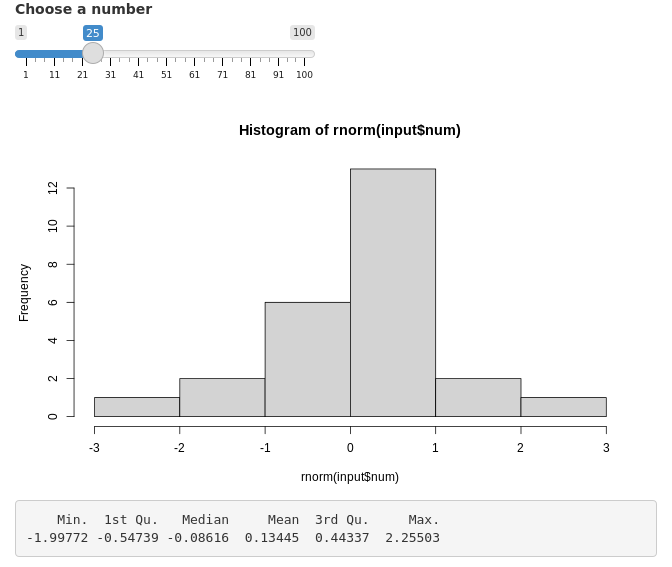 Choose a number
1 25 100
1 11 21 31 41 51 61 71 81 91 100
Histogram of rnorm(input$num)
Frequency
12
10
8
6
4
2
0
-3 -2 -1 0 1 2 3
rnorm(input$num)
Min. 1st Qu. Median Mean 3rd Qu. Max.
-1.99772 -0.54739 -0.08616 0.13445 0.44337 2.25503